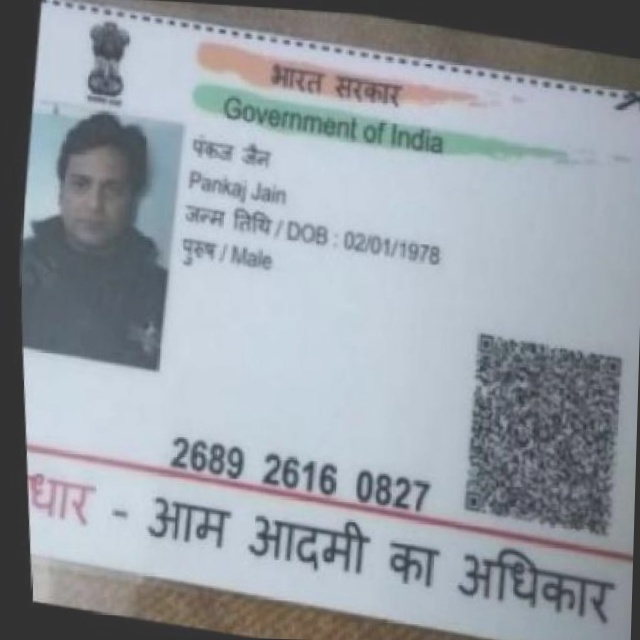 भारत सरकार
Government of India
पंकज जैन
Pankaj Jain
जन्म तिथि / DOB : 02/01/1978
पुरुष / Male
2689 2616 0827
धार - आम आदमी का अधिकार